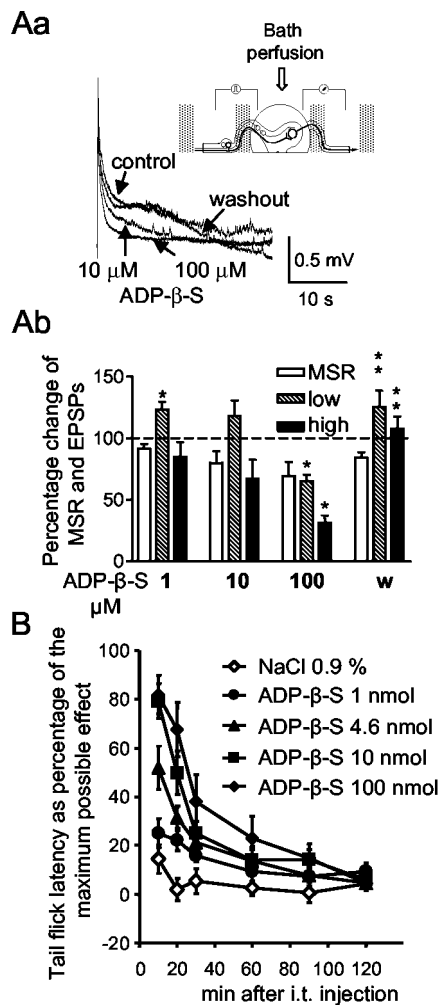 Aa
Bath
perfusion
control
washout
10 µM
100 µM
ADP-β-S
0.5 mV
10 s
Ab
Percentage change of
MSR and EPSPs
150
100
50
0
MSR
low
high
*
* *
* *
*
*
ADP-β-S 1 10 100 w
µM
B
Tail flick latency as percentage of the
maximum possible effect
100
80
60
40
20
0
-20
NaCl 0.9 %
ADP-β-S 1 nmol
ADP-β-S 4.6 nmol
ADP-β-S 10 nmol
ADP-β-S 100 nmol
0 20 40 60 80 100 120
min after i.t. injection